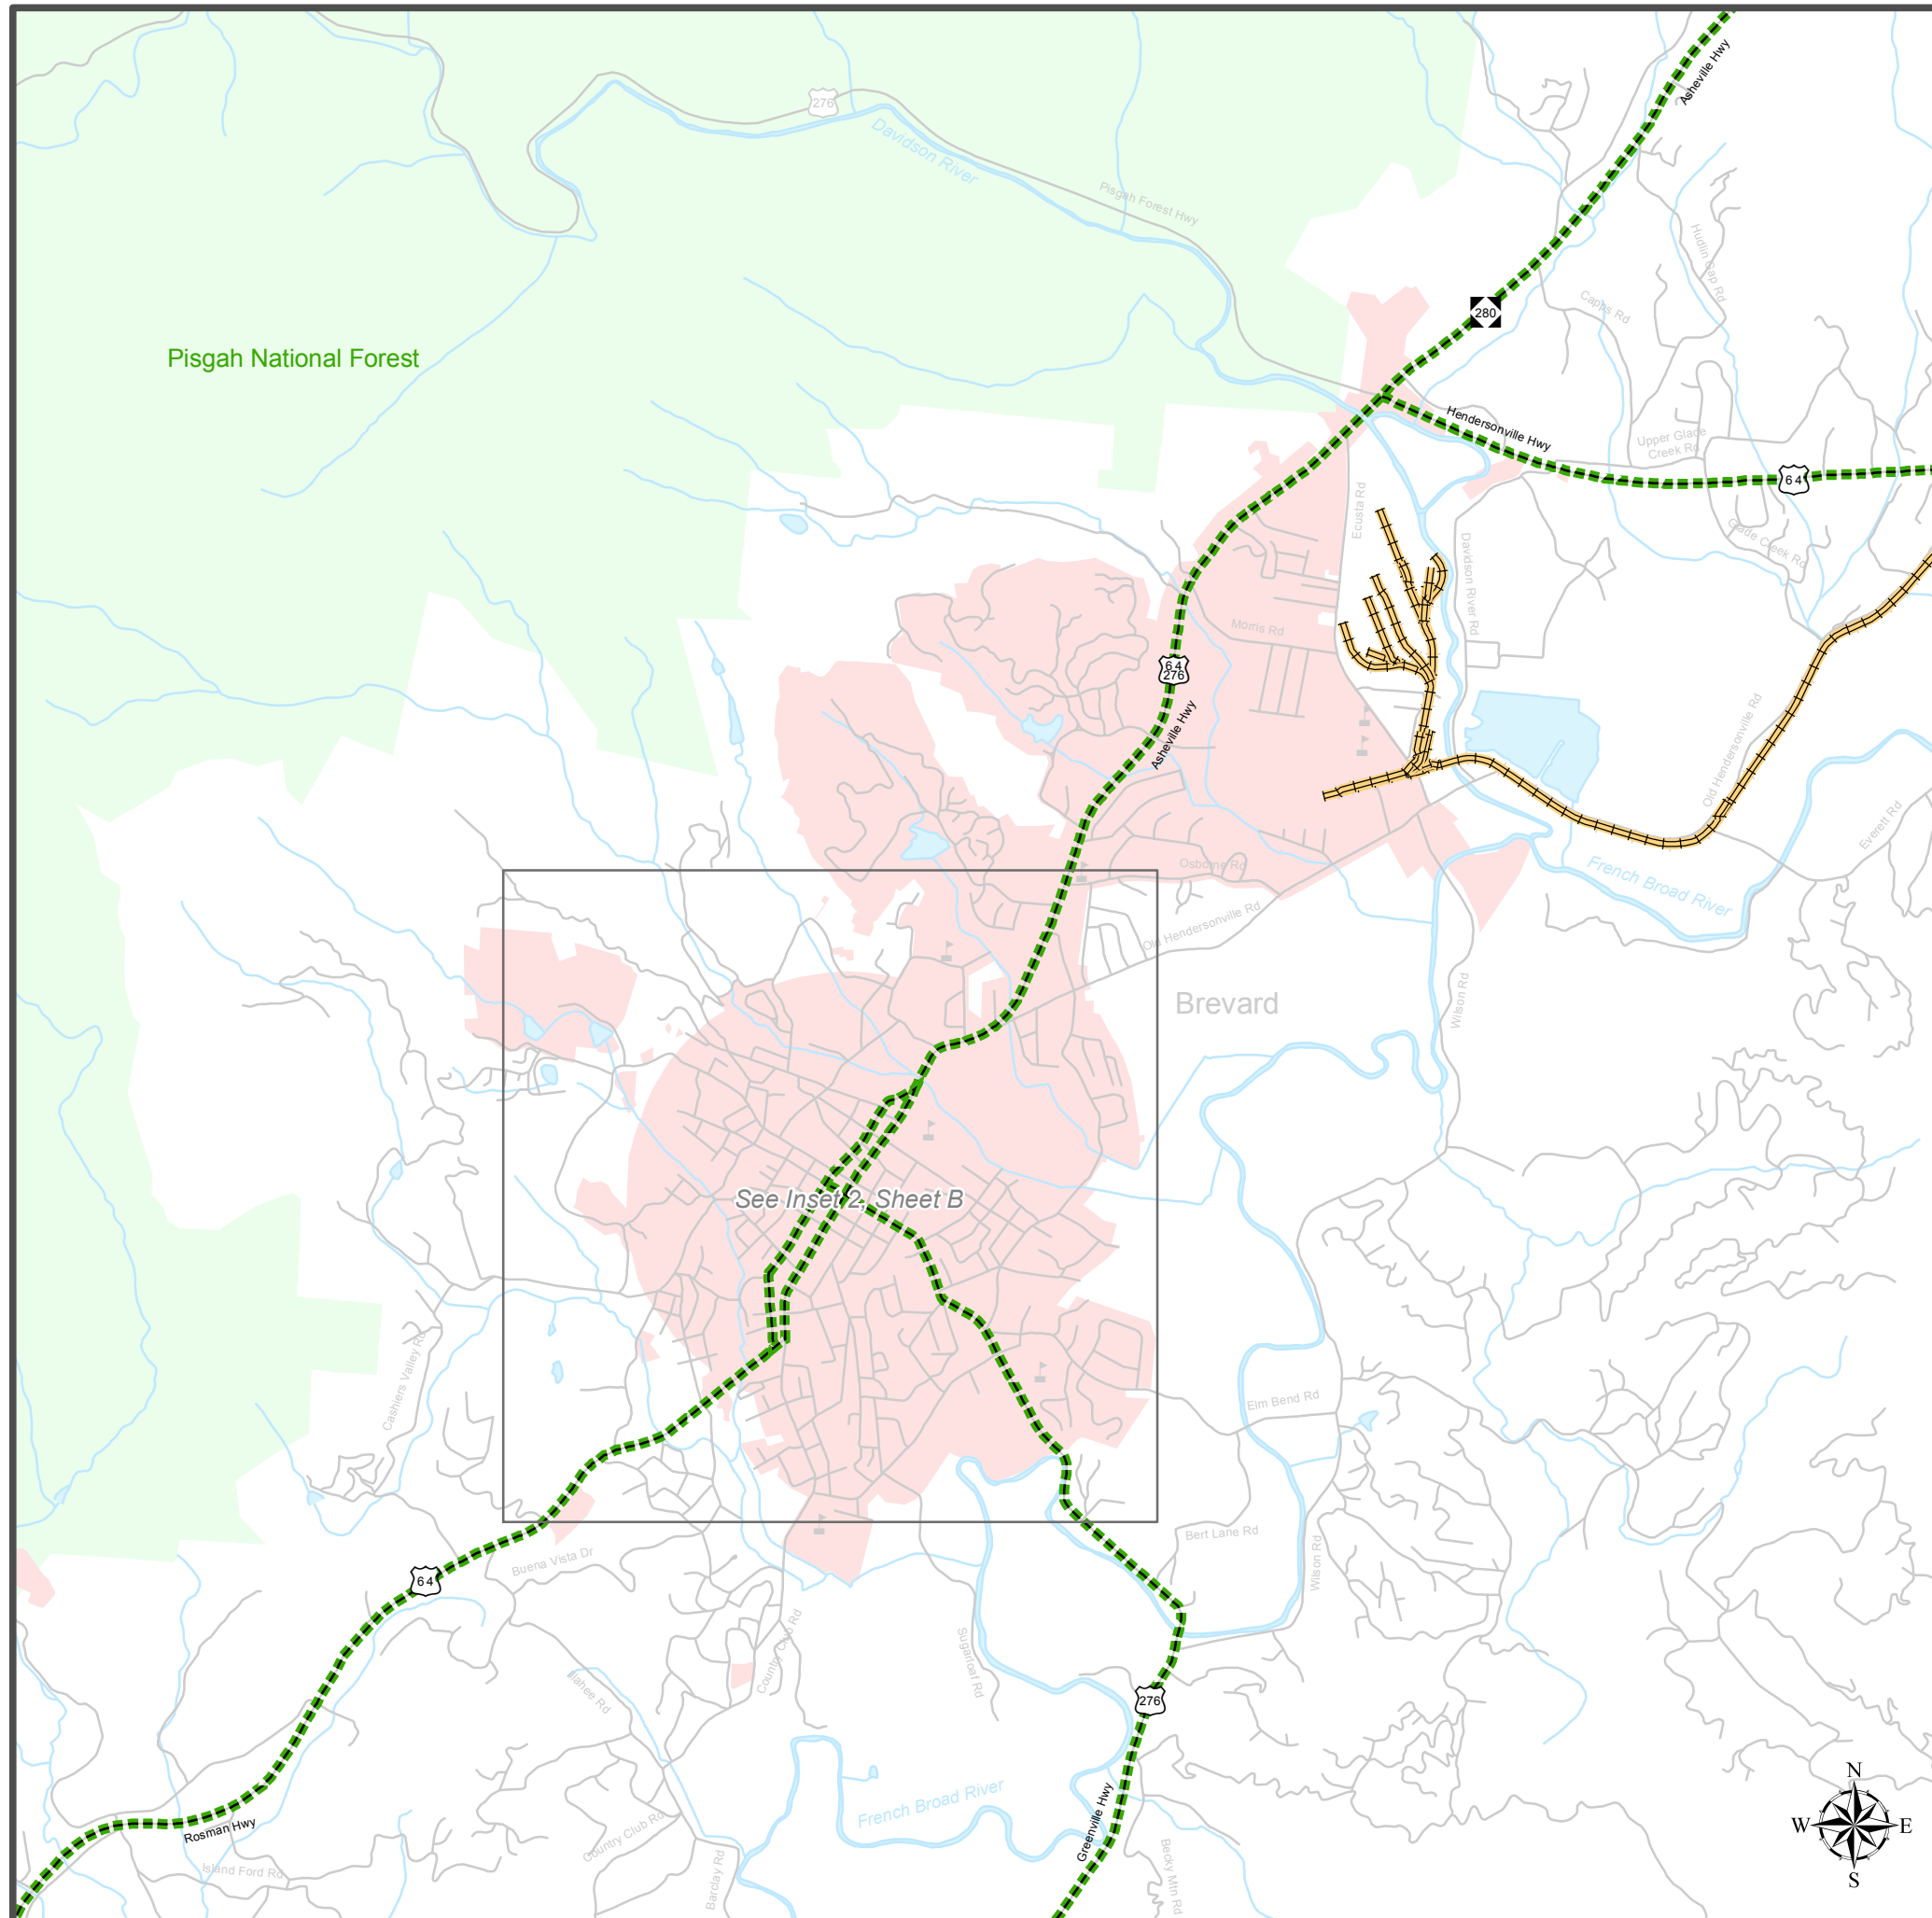 Asheville Hwy
276
Davidson River
Pisgah Forest Hwy
Hudlin Gap Rd
Capps Rd
280
Pisgah National Forest
Hendersonville Hwy
Upper Glade
Creek Rd
64
Ecusta Rd
Glade Creek Rd
Davidson River Rd
Morris Rd
64
276
Asheville Hwy
Old Hendersonville Rd
Everett Rd
Osborne Rd
French Broad River
Old Hendersonville Rd
Wilson Rd
Brevard
See Inset 2, Sheet B
Cashiers Valley Rd
Elm Bend Rd
Bert Lane Rd
Wilson Rd
Buena Vista Dr
64
Country Club Rd
Sugarloaf Rd
Illahee Rd
276
N
W
E
S
French Broad River
Greenville Hwy
Rosman Hwy
Country Club Rd
Island Ford Rd
Barclay Rd
Becky Mtn Rd